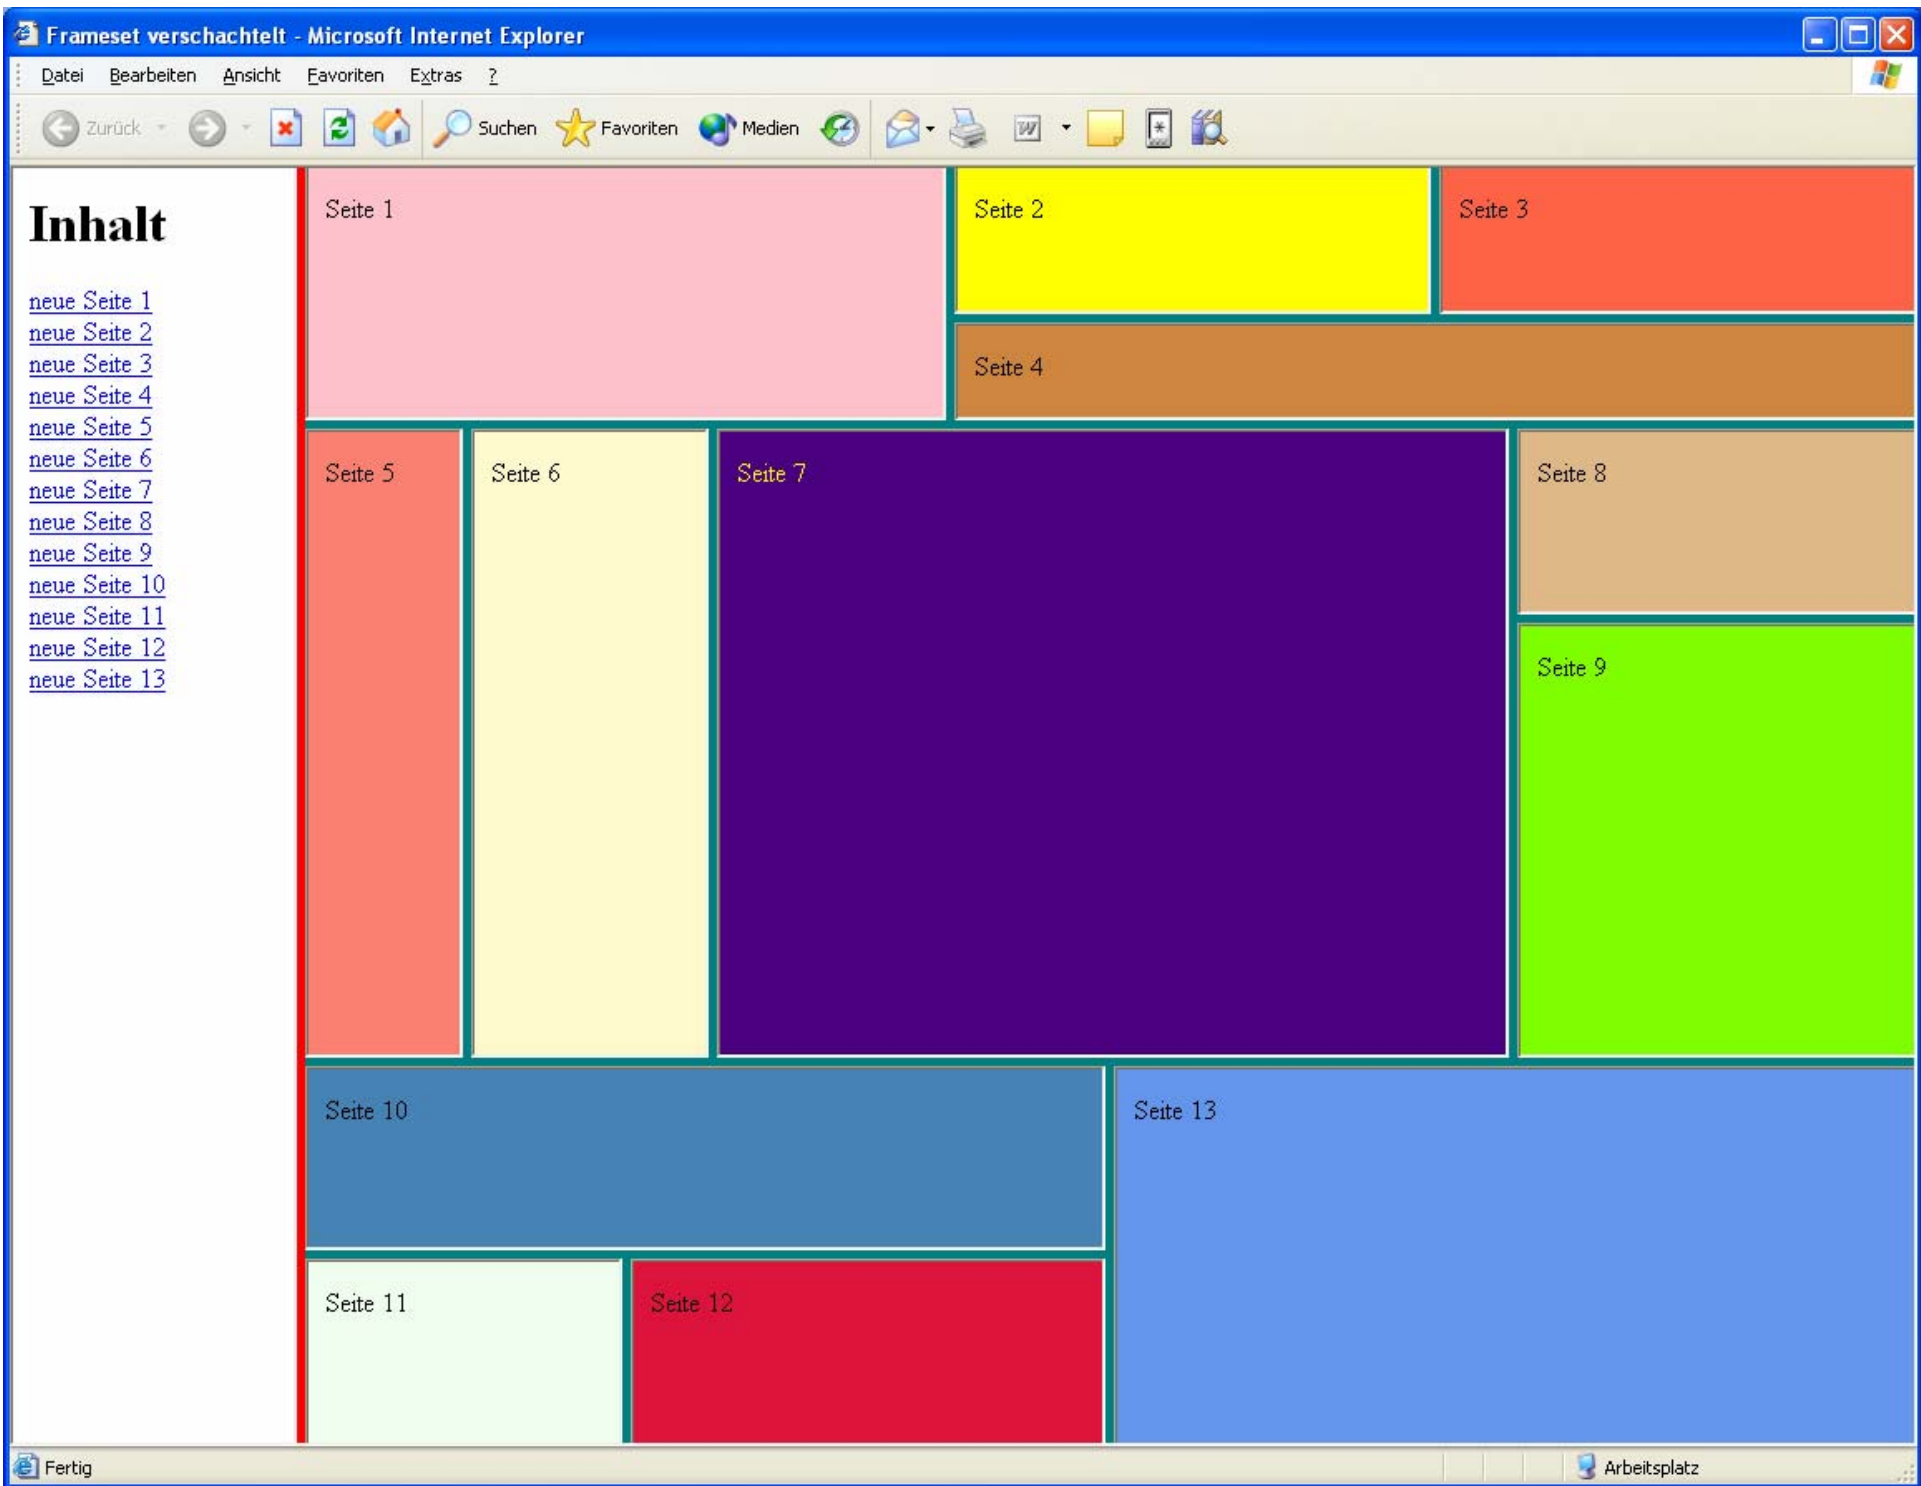 Frameset verschachtelt - Microsoft Internet Explorer
Datei Bearbeiten Ansicht Favoriten Extras ?
Zurück Suchen Favoriten Medien
Inhalt
neue Seite 1
neue Seite 2
neue Seite 3
neue Seite 4
neue Seite 5
neue Seite 6
neue Seite 7
neue Seite 8
neue Seite 9
neue Seite 10
neue Seite 11
neue Seite 12
neue Seite 13
Seite 1
Seite 2
Seite 3
Seite 4
Seite 5
Seite 6
Seite 7
Seite 8
Seite 9
Seite 10
Seite 13
Seite 11
Seite 12
Fertig
Arbeitsplatz